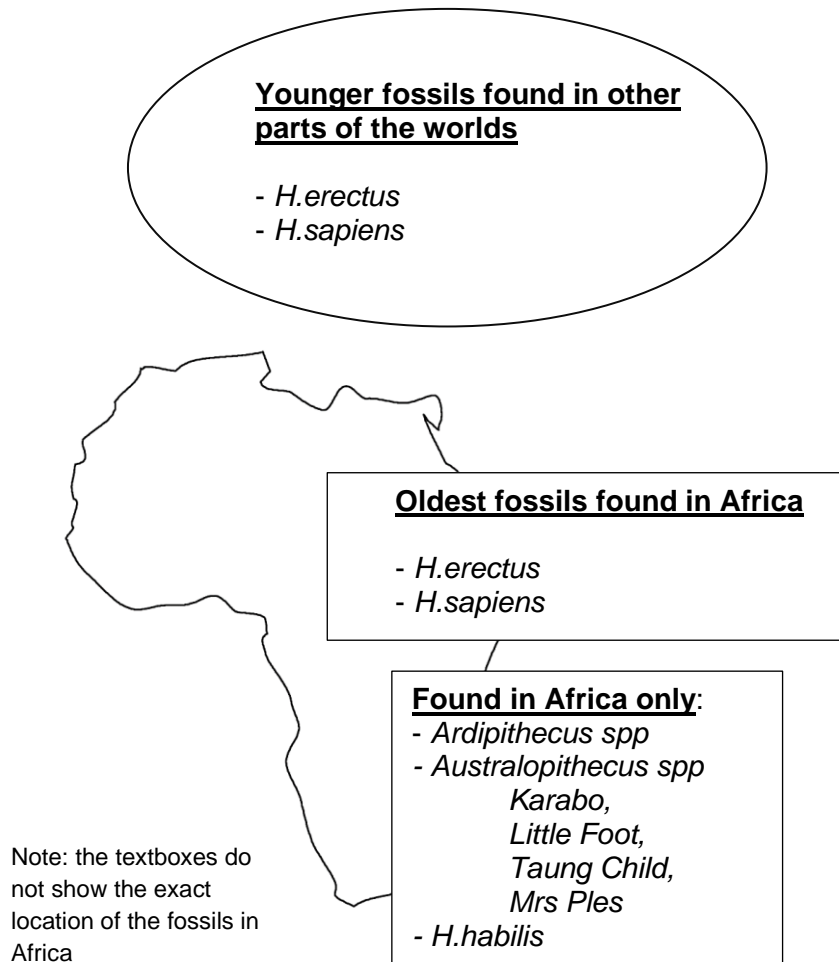 Younger fossils found in other
parts of the worlds
- H.erectus
- H.sapiens
Oldest fossils found in Africa
- H.erectus
- H.sapiens
Found in Africa only:
- Ardipithecus spp
- Australopithecus spp
Karabo,
Little Foot,
Taung Child,
Mrs Ples
- H.habilis
Note: the textboxes do
not show the exact
location of the fossils in
Africa